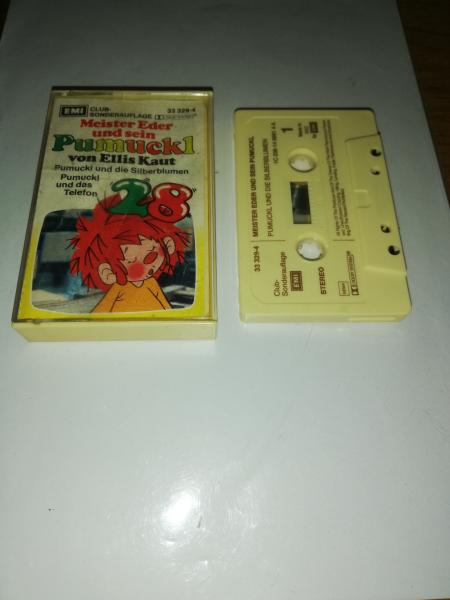 EMI CLUB-
SONDERAUFLAGE
33 329-4
Meister Eder
und sein
Pumuckl
von Ellis Kaut
Pumuckl und die Silberblumen
Pumuckl
und das
Telefon
28
33 329-4
MEISTER EDER UND SEIN PUMUCKL
PUMUCKL UND DIE SILBERBLUMEN
1
Club-
Sonderauflage
EMI
STEREO